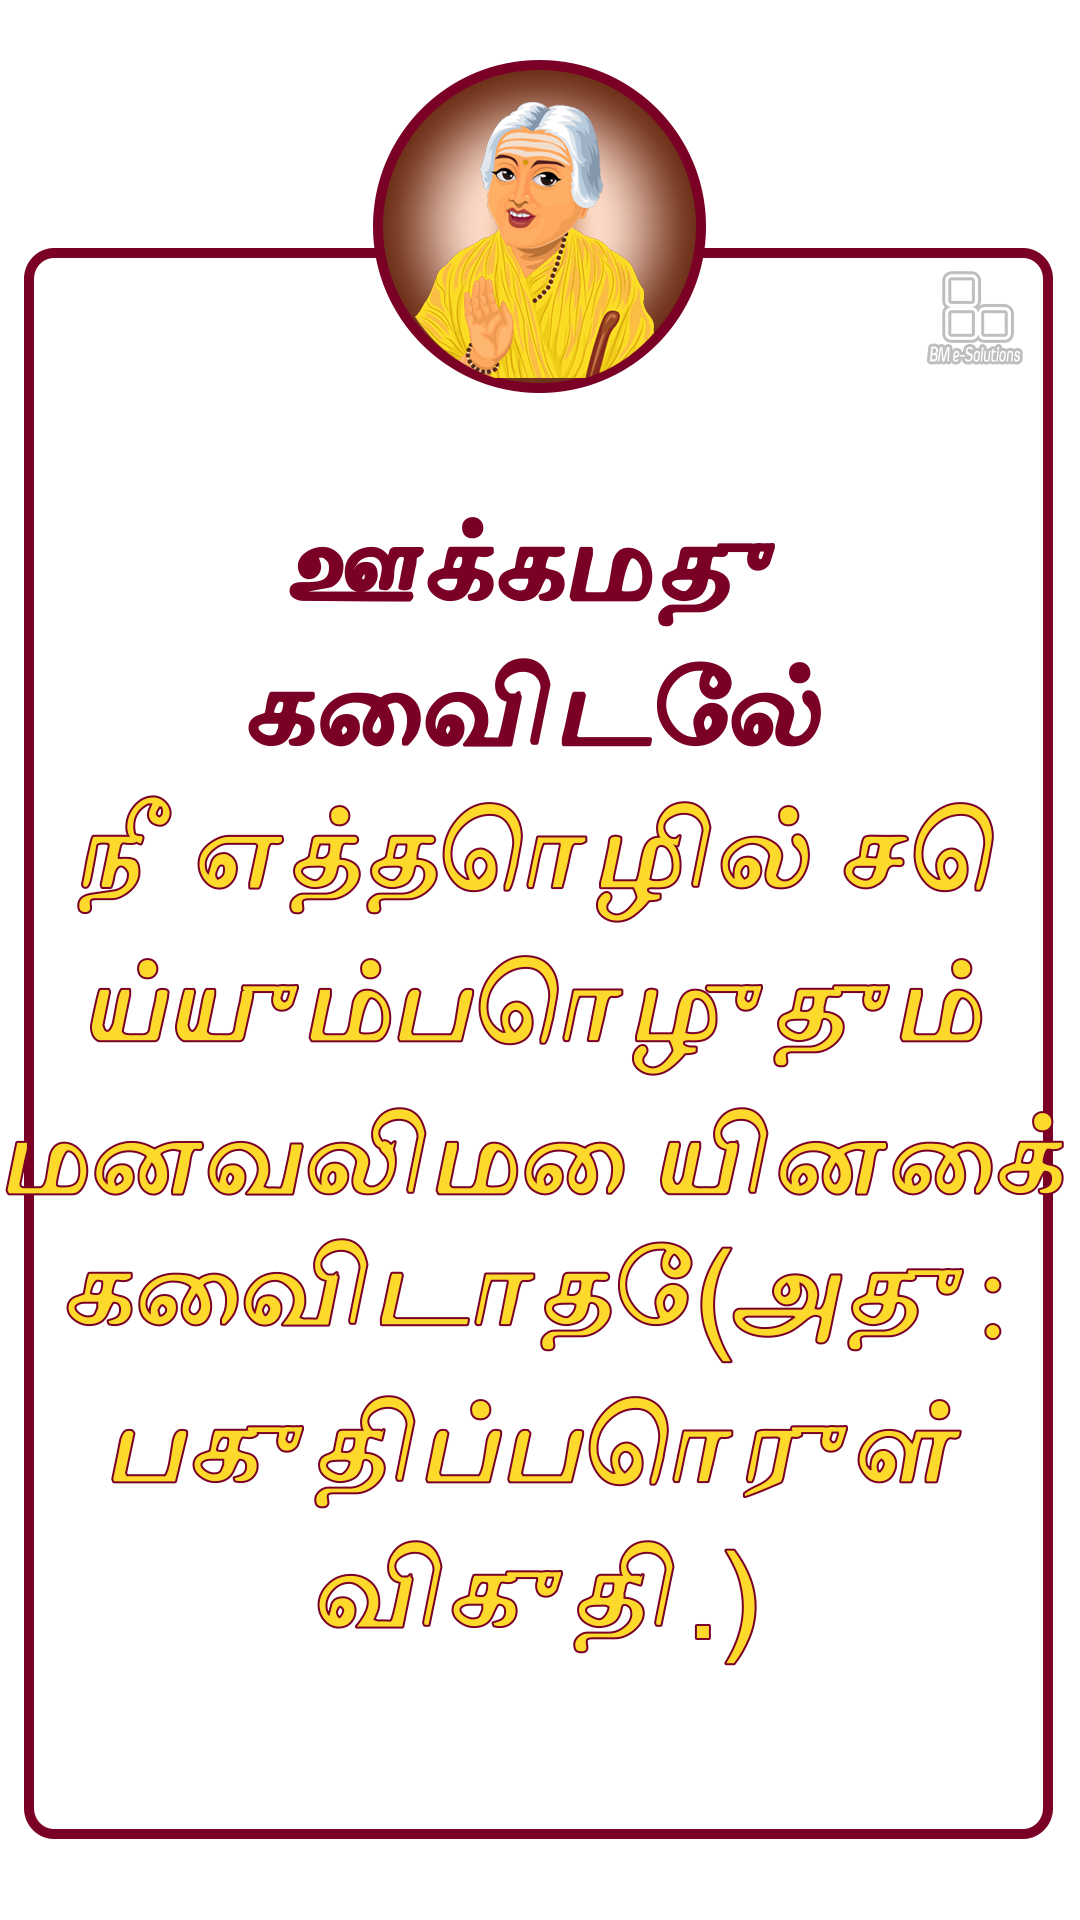 BM e-Solutions
ஊக்கமது
கைவிடேல்
நீ எத்தொழில் செ
ய்யும்பொழுதும்
மனவலிமை யினைக்
கைவிடாதே(அது:
பகுதிப்பொருள்
விகுதி.)